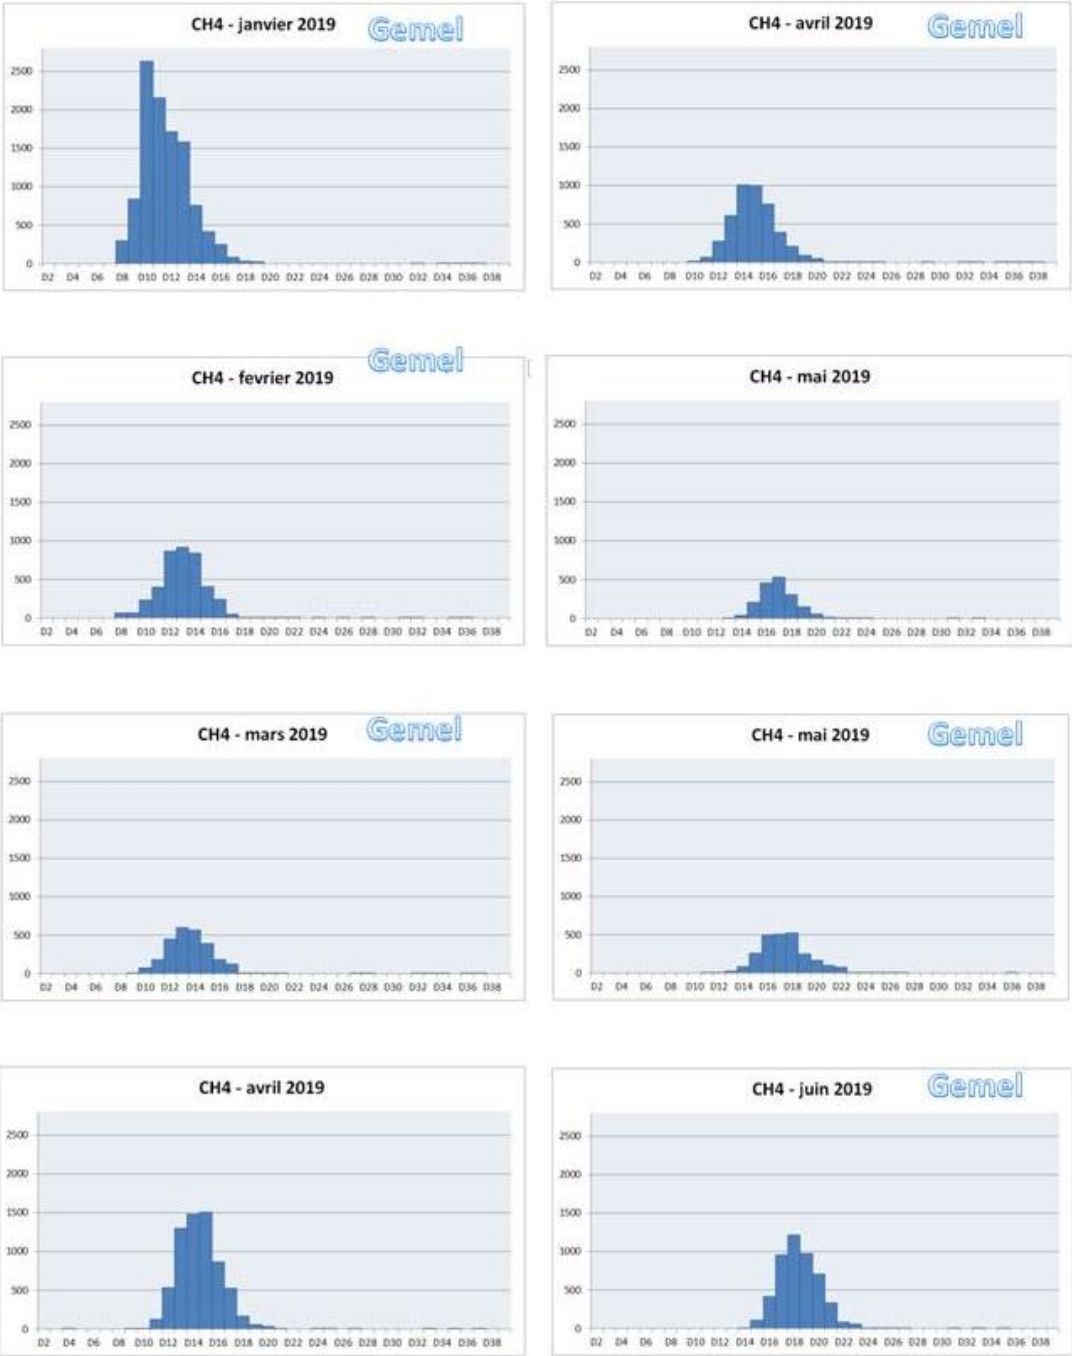 CH4 - janvier 2019
Gemel
2500
2000
1500
1000
500
0
D2 D4 D6 D8 D10 D12 D14 D16 D18 D20 D22 D24 D26 D28 D30 D32 D34 D36 D38
CH4 - fevrier 2019
Gemel
2500
2000
1500
1000
500
0
D2 D4 D6 D8 D10 D12 D14 D16 D18 D20 D22 D24 D26 D28 D30 D32 D34 D36 D38
CH4 - mars 2019
Gemel
2500
2000
1500
1000
500
0
D2 D4 D6 D8 D10 D12 D14 D16 D18 D20 D22 D24 D26 D28 D30 D32 D34 D36 D38
CH4 - avril 2019
2500
2000
1500
1000
500
0
D2 D4 D6 D8 D10 D12 D14 D16 D18 D20 D22 D24 D26 D28 D30 D32 D34 D36 D38
CH4 - avril 2019
Gemel
2500
2000
1500
1000
500
0
D2 D4 D6 D8 D10 D12 D14 D16 D18 D20 D22 D24 D26 D28 D30 D32 D34 D36 D38
CH4 - mai 2019
2500
2000
1500
1000
500
0
D2 D4 D6 D8 D10 D12 D14 D16 D18 D20 D22 D24 D26 D28 D30 D32 D34 D36 D38
CH4 - mai 2019
Gemel
2500
2000
1500
1000
500
0
D2 D4 D6 D8 D10 D12 D14 D16 D18 D20 D22 D24 D26 D28 D30 D32 D34 D36 D38
CH4 - juin 2019
Gemel
2500
2000
1500
1000
500
0
D2 D4 D6 D8 D10 D12 D14 D16 D18 D20 D22 D24 D26 D28 D30 D32 D34 D36 D38